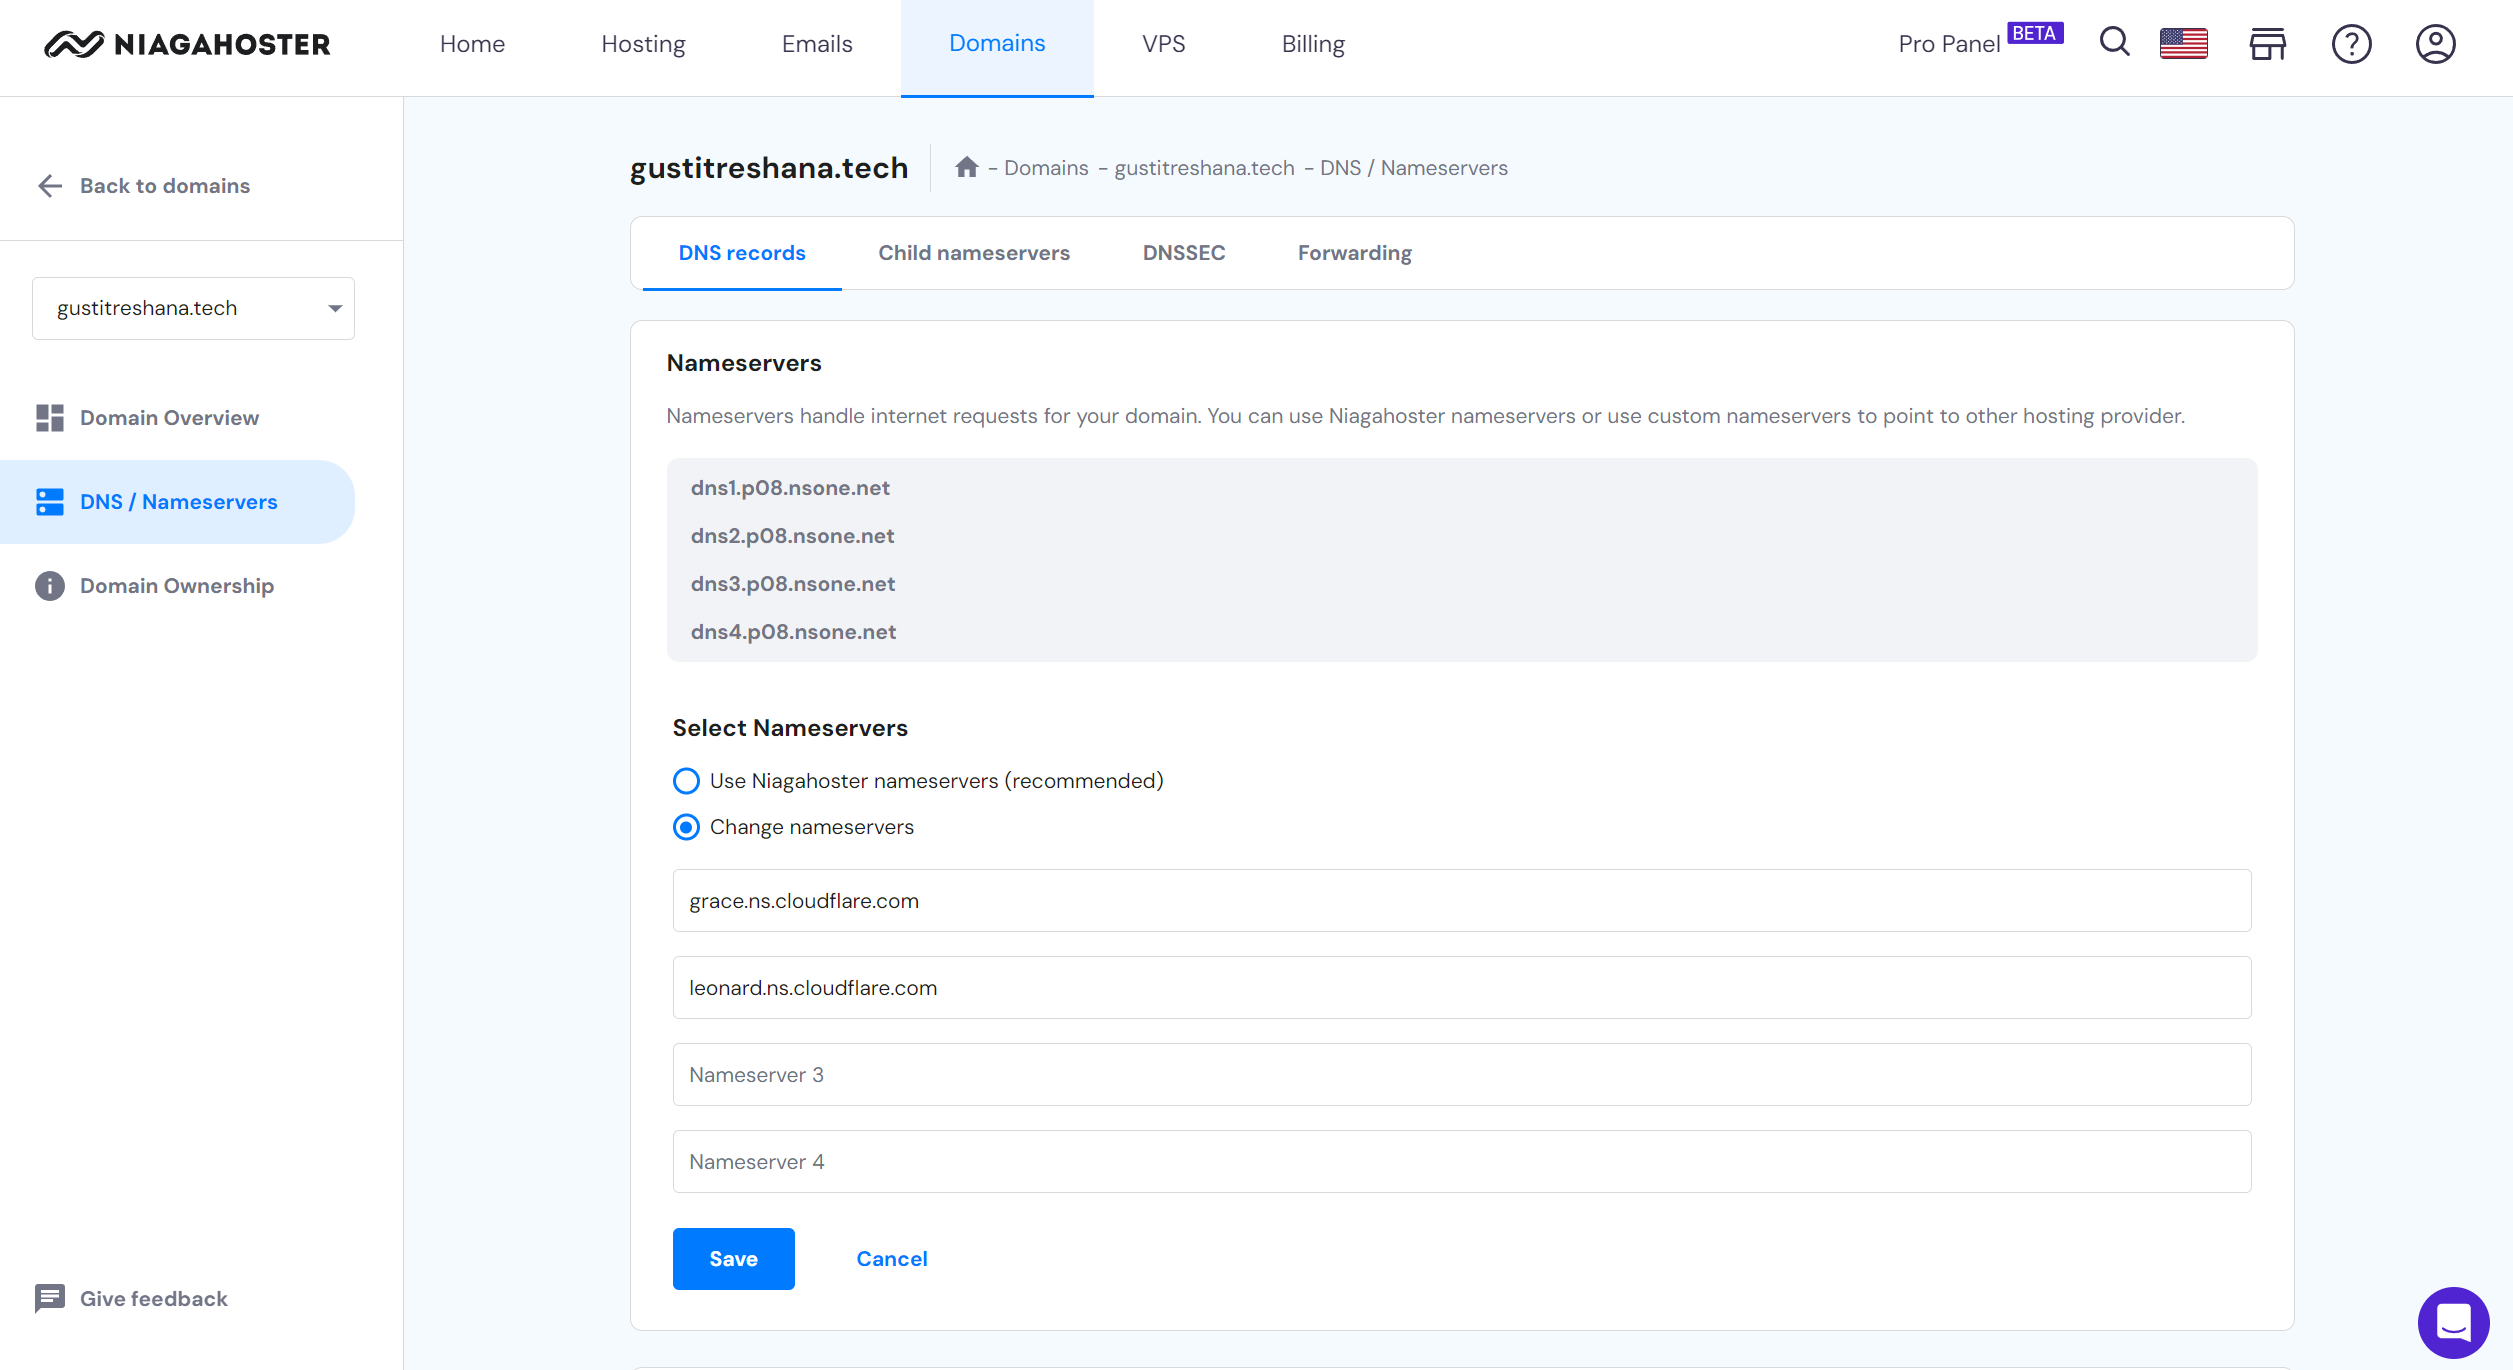 NIAGAHOSTER
Home
Hosting
Emails
Domains
VPS
Billing
Pro Panel BETA
Back to domains
gustitreshana.tech
Domain Overview
DNS / Nameservers
Domain Ownership
Give feedback
gustitreshana.tech
- Domains - gustitreshana.tech - DNS / Nameservers
DNS records
Child nameservers
DNSSEC
Forwarding
Nameservers
Nameservers handle internet requests for your domain. You can use Niagahoster nameservers or use custom nameservers to point to other hosting provider.
dns1.p08.nsone.net
dns2.p08.nsone.net
dns3.p08.nsone.net
dns4.p08.nsone.net
Select Nameservers
Use Niagahoster nameservers (recommended)
Change nameservers
grace.ns.cloudflare.com
leonard.ns.cloudflare.com
Nameserver 3
Nameserver 4
Save
Cancel